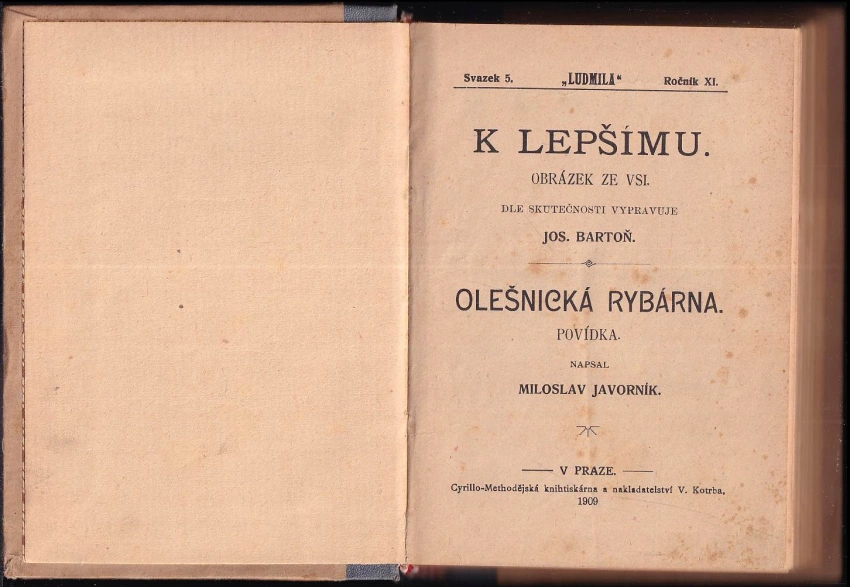 Svazek 5. „LUDMILA“ Ročník XI.
K LEPŠÍMU.
OBRÁZEK ZE VSI.
DLE SKUTEČNOSTI VYPRAVUJE
JOS. BARTOŇ.
OLEŠNICKÁ RYBÁRNA.
POVÍDKA.
NAPSAL
MILOSLAV JAVORNÍK.
V PRAZE.
Cyrillo-Methodějská knihtiskárna a nakladatelství V. Kotrba.
1909